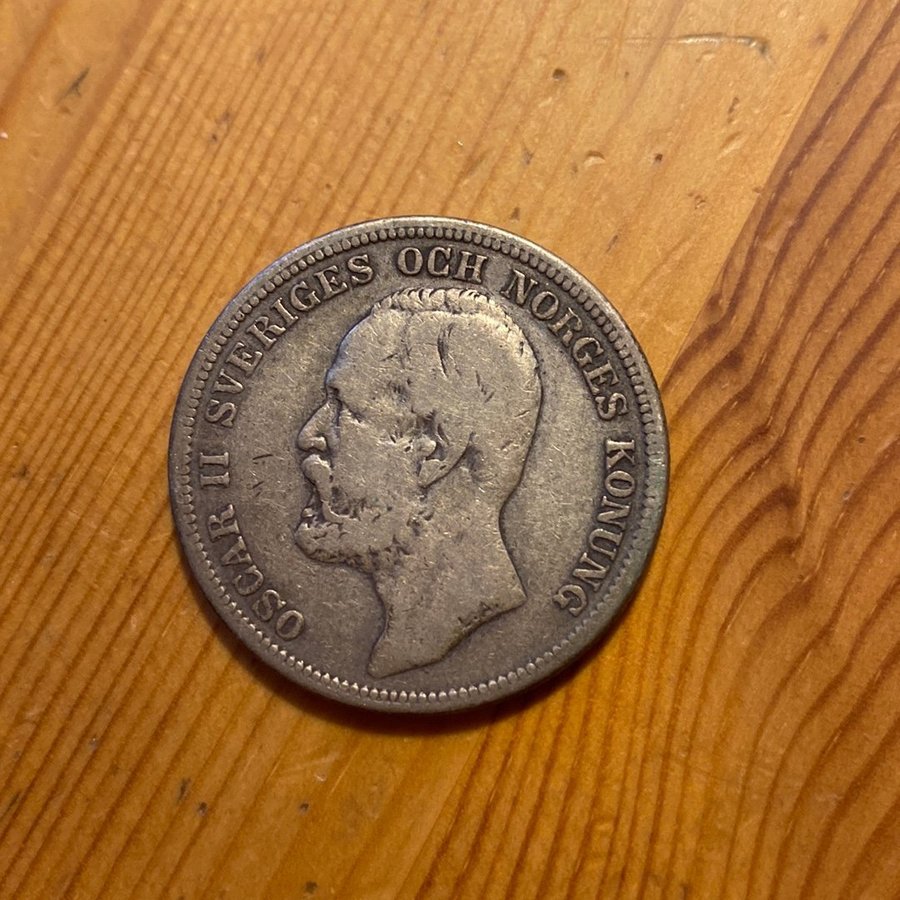 OSCAR II SVERIGES OCH NORGES KONUNG
L.A.